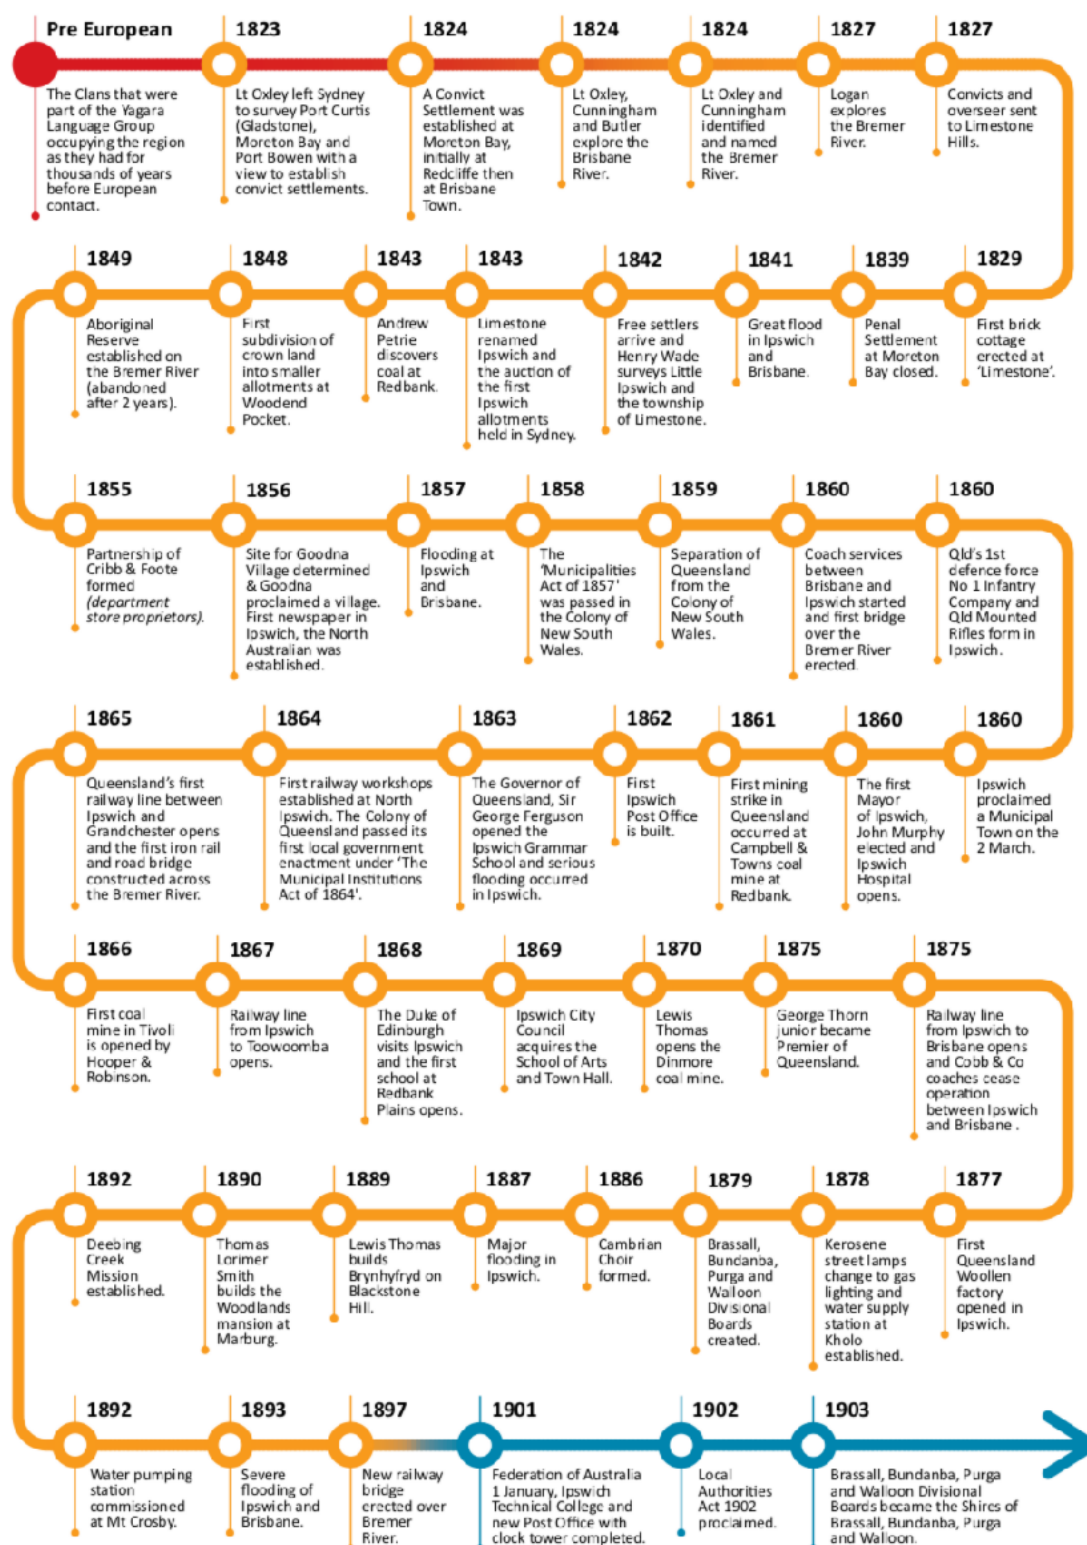 Pre European
The Clans that were
part of the Yagara
Language Group
occupying the region
as they had for
thousands of years
before European
contact.
1823
Lt Oxley left Sydney
to survey Port Curtis
(Gladstone),
Moreton Bay and
Port Bowen with a
view to establish
convict settlements.
1824
A Convict
Settlement was
established at
Moreton Bay,
initially at
Redcliffe then
at Brisbane
Town.
1824
Lt Oxley,
Cunningham
and Butler
explore the
Brisbane
River.
1824
Lt Oxley and
Cunningham
identified
and named
the Bremer
River.
1827
Logan
explores
the Bremer
River.
1827
Convicts and
overseer sent
to Limestone
Hills.
1829
First brick
cottage
erected at
'Limestone'.
1839
Penal
Settlement
at Moreton
Bay closed.
1841
Great flood
in Ipswich
and
Brisbane.
1842
Free settlers
arrive and
Henry Wade
surveys Little
Ipswich and
the township
of Limestone.
1843
Limestone
renamed
Ipswich and
the auction of
the first
Ipswich
allotments
held in Sydney.
1843
Andrew
Petrie
discovers
coal at
Redbank.
1848
First
subdivision of
crown land
into smaller
allotments at
Woodend
Pocket.
1849
Aboriginal
Reserve
established on
the Bremer River
(abandoned
after 2 years).
1855
Partnership of
Cribb & Foote
formed
(department
store proprietors).
1856
Site for Goodna
Village determined
& Goodna
proclaimed a village.
First newspaper in
Ipswich, the North
Australian was
established.
1857
Flooding at
Ipswich
and
Brisbane.
1858
The
'Municipalities
Act of 1857'
was passed in
the Colony of
New South
Wales.
1859
Separation of
Queensland
from the
Colony of
New South
Wales.
1860
Coach services
between
Brisbane and
Ipswich started
and first bridge
over the
Bremer River
erected.
1860
Qld's 1st
defence force
No 1 Infantry
Company and
Qld Mounted
Rifles form in
Ipswich.
1860
Ipswich
proclaimed
a Municipal
Town on the
2 March.
1860
The first
Mayor
of Ipswich,
John Murphy
elected and
Ipswich
Hospital
opens.
1861
First mining
strike in
Queensland
occurred at
Campbell &
Towns coal
mine at
Redbank.
1862
First
Ipswich
Post Office
is built.
1863
The Governor of
Queensland, Sir
George Ferguson
opened the
Ipswich Grammar
School and serious
flooding occurred
in Ipswich.
1864
First railway workshops
established at North
Ipswich. The Colony of
Queensland passed its
first local government
enactment under 'The
Municipal Institutions
Act of 1864'.
1865
Queensland's first
railway line between
Ipswich and
Grandchester opens
and the first iron rail
and road bridge
constructed across
the Bremer River.
1866
First coal
mine in Tivoli
is opened by
Hooper &
Robinson.
1867
Railway line
from Ipswich
to Toowoomba
opens.
1868
The Duke of
Edinburgh
visits Ipswich
and the first
school at
Redbank
Plains opens.
1869
Ipswich City
Council
acquires the
School of Arts
and Town Hall.
1870
Lewis
Thomas
opens the
Dinmore
coal mine.
1875
George Thorn
junior became
Premier of
Queensland.
1875
Railway line
from Ipswich to
Brisbane opens
and Cobb & Co
coaches cease
operation
between Ipswich
and Brisbane .
1877
First
Queensland
Woollen
factory
opened in
Ipswich.
1878
Kerosene
street lamps
change to gas
lighting and
water supply
station at
Kholo
established.
1879
Brassall,
Bundanba,
Purga and
Walloon
Divisional
Boards
created.
1886
Cambrian
Choir
formed.
1887
Major
flooding in
Ipswich.
1889
Lewis Thomas
builds
Brynhyfryd on
Blackstone
Hill.
1890
Thomas
Lorimer
Smith
builds the
Woodlands
mansion at
Marburg.
1892
Deebing
Creek
Mission
established.
1892
Water pumping
station
commissioned
at Mt Crosby.
1893
Severe
flooding of
Ipswich and
Brisbane.
1897
New railway
bridge
erected over
Bremer
River.
1901
Federation of Australia
1 January, Ipswich
Technical College and
new Post Office with
clock tower completed.
1902
Local
Authorities
Act 1902
proclaimed.
1903
Brassall, Bundanba, Purga
and Walloon Divisional
Boards became the Shires of
Brassall, Bundanba, Purga
and Walloon.